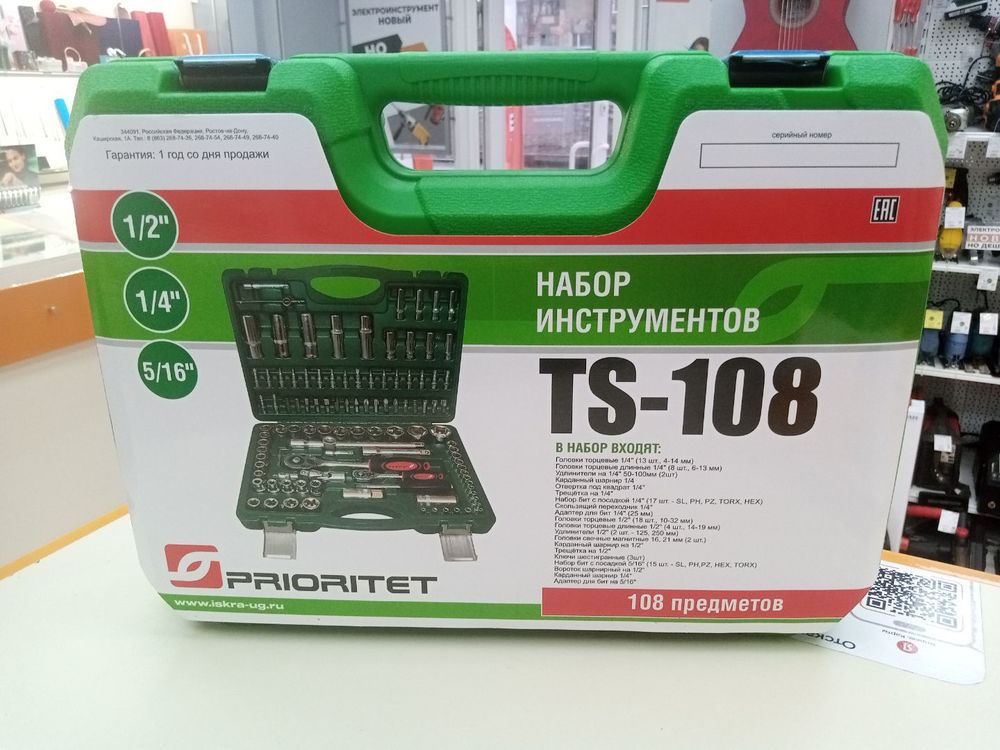 ЭЛЕКТРОИНСТРУМЕНТ
НОВЫЙ
НО
344091, Российская Федерация, Ростов-на-Дону,
Каширская, 1А. Тел.: 8 (863) 268-74-26, 266-74-54, 266-74-49, 266-74-40
Гарантия: 1 год со дня продажи
серийный номер
EAC
1/2"
1/4"
5/16"
НАБОР
ИНСТРУМЕНТОВ
TS-108
В НАБОР ВХОДЯТ:
Головки торцевые 1/4" (13 шт., 4-14 мм)
Головки торцевые длинные 1/4" (8 шт., 6-13 мм)
Удлинители на 1/4" 50-100мм (2шт)
Карданный шарнир 1/4
Отвертка под квадрат 1/4"
Трещётка на 1/4"
Набор бит с посадкой 1/4" (17 шт. - SL, PH, PZ, TORX, HEX)
Скользящий переходник 1/4"
Адаптер для бит 1/4" (25 мм)
Головки торцевые 1/2" (18 шт., 10-32 мм)
Головки торцевые длинные 1/2" (4 шт., 14-19 мм)
Удлинители 1/2" (2 шт - 125, 250 мм)
Головки свечные магнитные 16, 21 мм (2 шт.)
Карданный шарнир на 1/2"
Трещётка на 1/2"
Ключи шестигранные (3шт)
Набор бит с посадкой 5/16" (15 шт. - SL, PH,PZ, HEX, TORX)
Вороток шарнирный на 1/2"
Карданный шарнир 1/4"
Адаптер для бит на 5/16"
108 предметов
PRIORITET
www.iskra-ug.ru